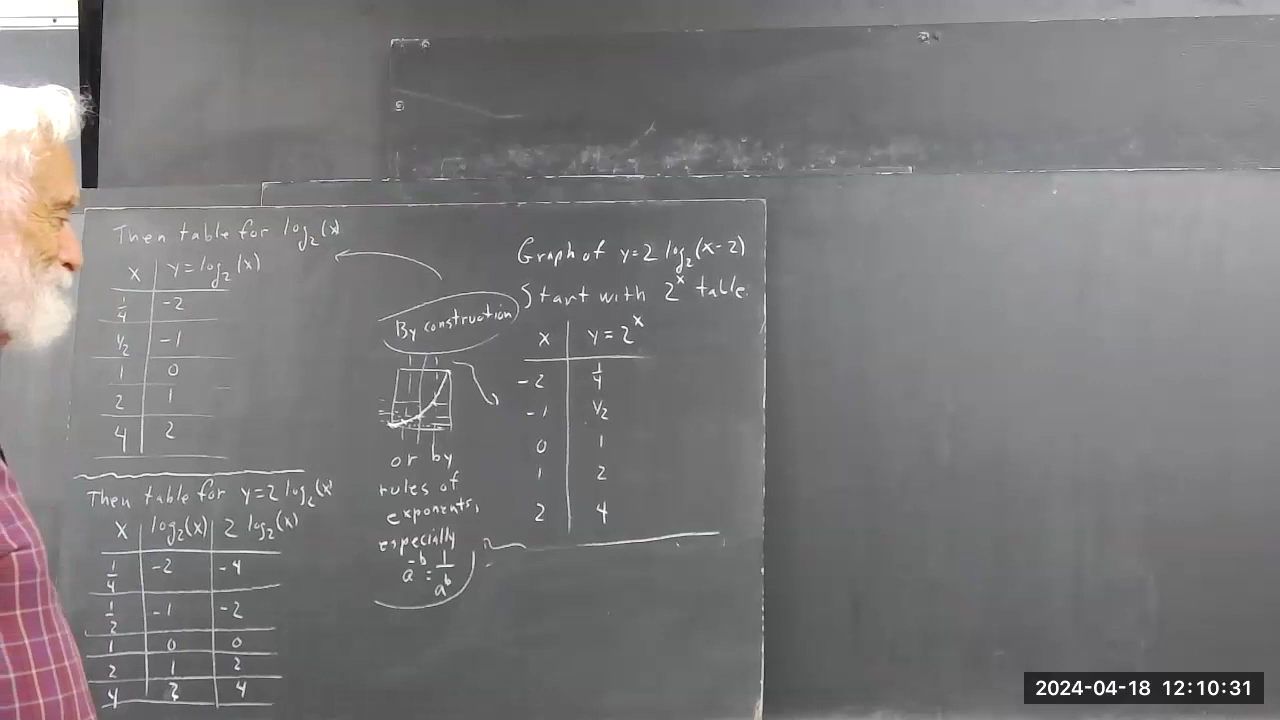 Then table for log₂(x)
x | y=log₂(x)
1/4 | -2
1/2 | -1
1 | 0
2 | 1
4 | 2
Then table for y=2 log₂(x)
x | log₂(x) | 2 log₂(x)
1/4 | -2 | -4
1/2 | -1 | -2
1 | 0 | 0
2 | 1 | 2
4 | 2 | 4
By construction
or by
rules of
exponents,
especially
a^-b = 1/a^b
Graph of y=2 log₂(x-2)
Start with 2^x table.
x | y=2^x
-2 | 1/4
-1 | 1/2
0 | 1
1 | 2
2 | 4
2024-04-18 12:10:31